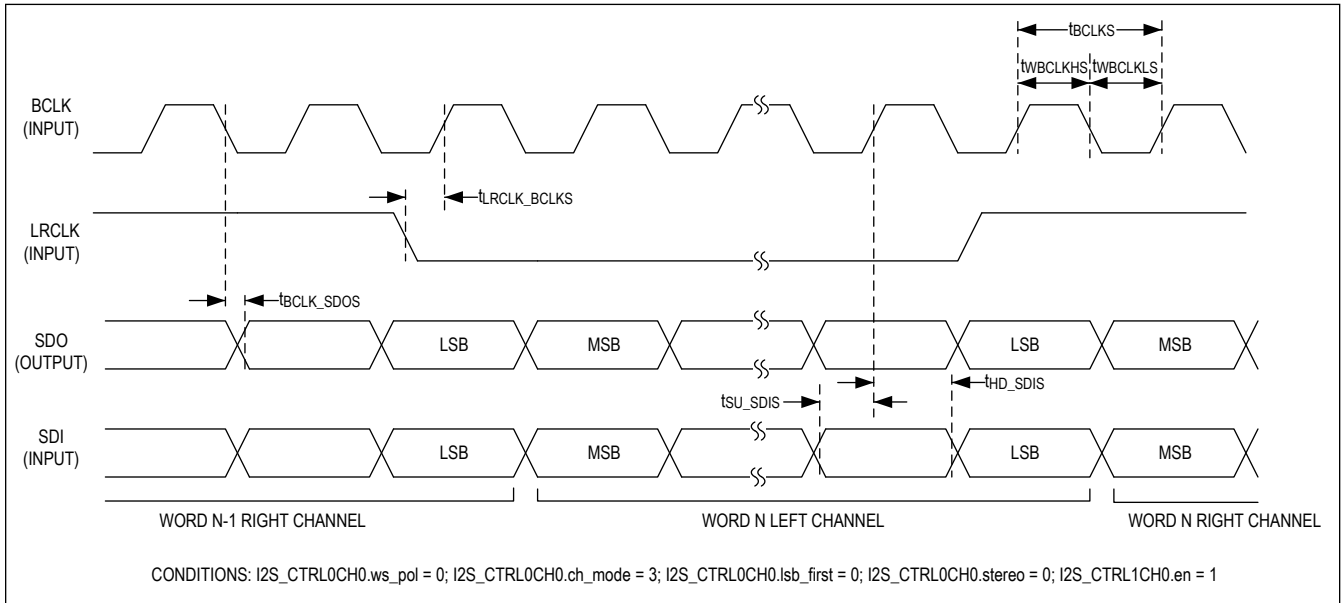 tBCLKS
tWBCLKHS tWBCLKLS
BCLK
(INPUT)
tLRCLK_BCLKS
LRCLK
(INPUT)
tBCLK_SDOS
SDO
(OUTPUT)
LSB MSB LSB MSB
tHD_SDIS
tSU_SDIS
SDI
(INPUT)
LSB MSB LSB MSB
WORD N-1 RIGHT CHANNEL WORD N LEFT CHANNEL WORD N RIGHT CHANNEL
CONDITIONS: I2S_CTRL0CH0.ws_pol = 0; I2S_CTRL0CH0.ch_mode = 3; I2S_CTRL0CH0.lsb_first = 0; I2S_CTRL0CH0.stereo = 0; I2S_CTRL1CH0.en = 1